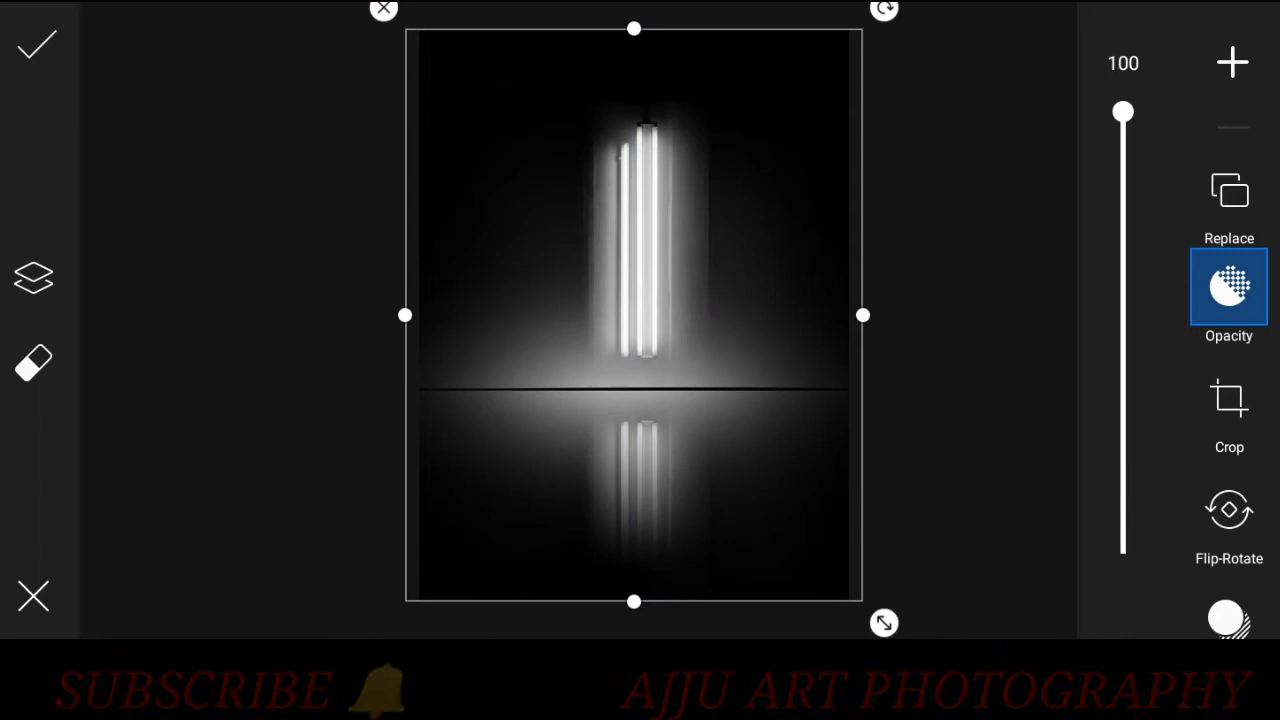 100
Replace
Opacity
Crop
Flip-Rotate
SUBSCRIBE 🔔 AJJU ART PHOTOGRAPHY